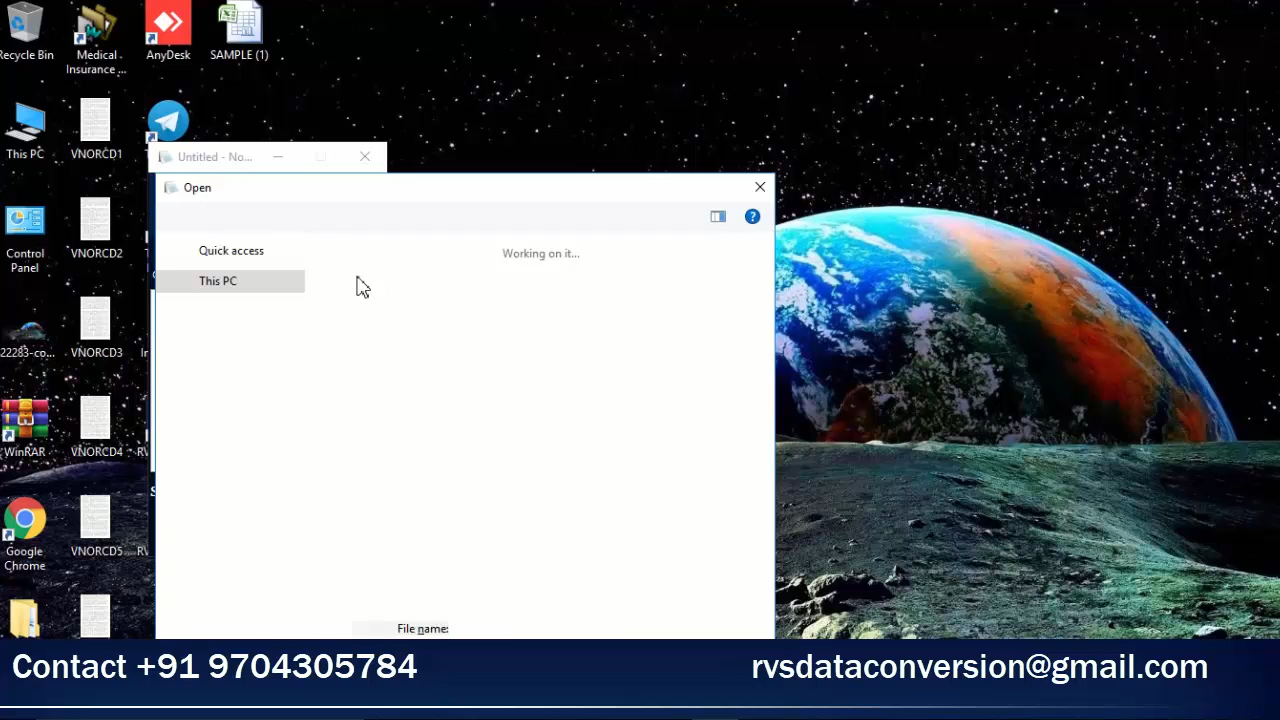 Recycle Bin
Medical
Insurance ...
AnyDesk
SAMPLE (1)
This PC
VNORCD1
Untitled - No...
Open
Quick access
Working on it...
This PC
Control
Panel
VNORCD2
22283-co...
VNORCD3
WinRAR
VNORCD4
Google
Chrome
VNORCD5
File name:
Contact +91 9704305784
rvsdataconversion@gmail.com